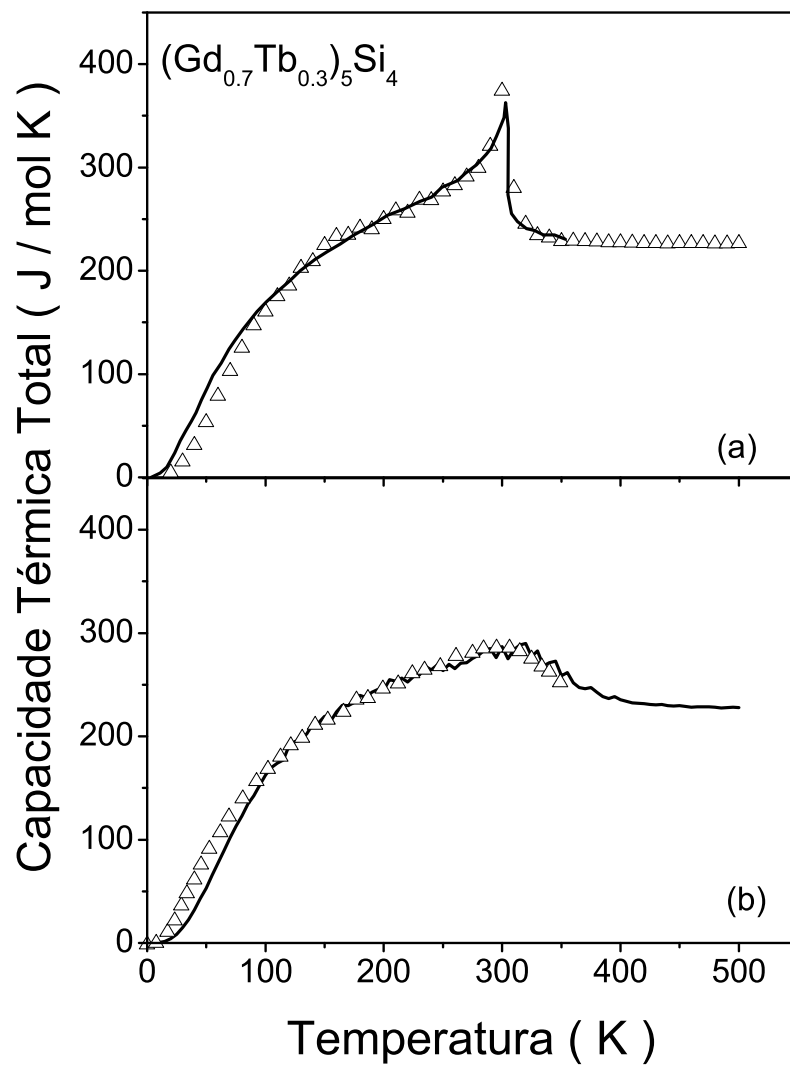 (Gd0.7Tb0.3)5Si4
400
300
200
100
0
(a)
400
300
200
100
0
(b)
0 100 200 300 400 500
Temperatura ( K )
Capacidade Térmica Total ( J / mol K )